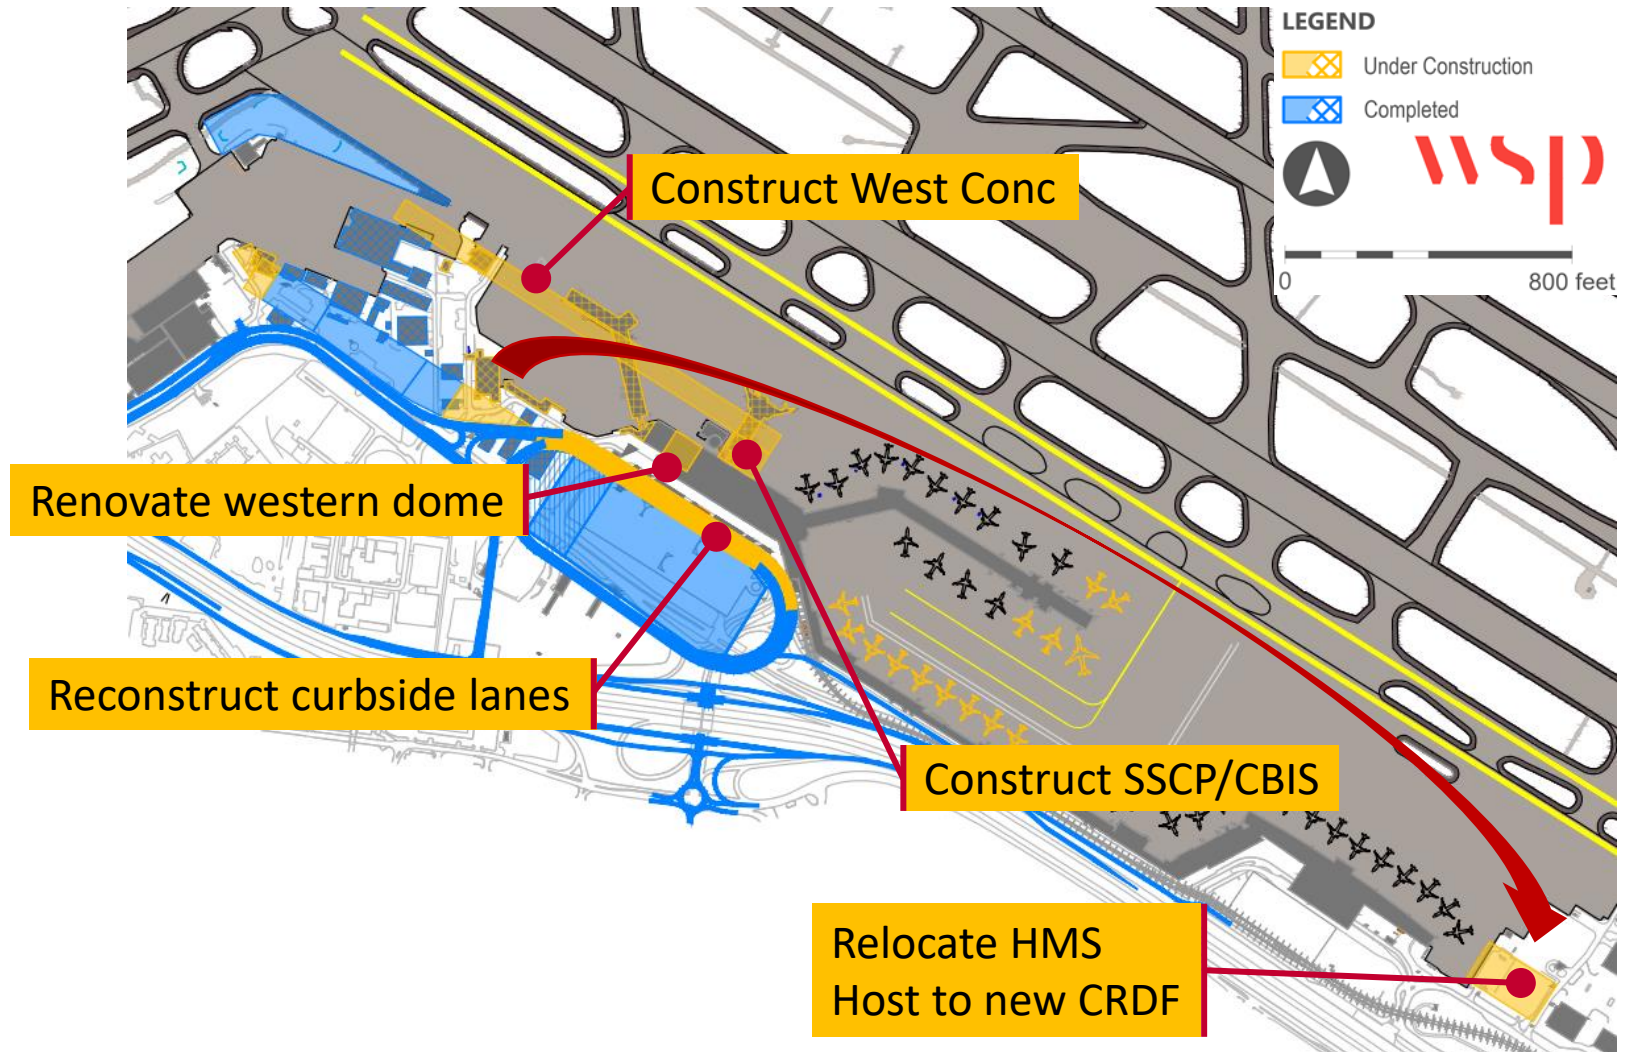 LEGEND
Under Construction
Completed
wsp
0 800 feet
Construct West Conc
Renovate western dome
Reconstruct curbside lanes
Construct SSCP/CBIS
Relocate HMS
Host to new CRDF